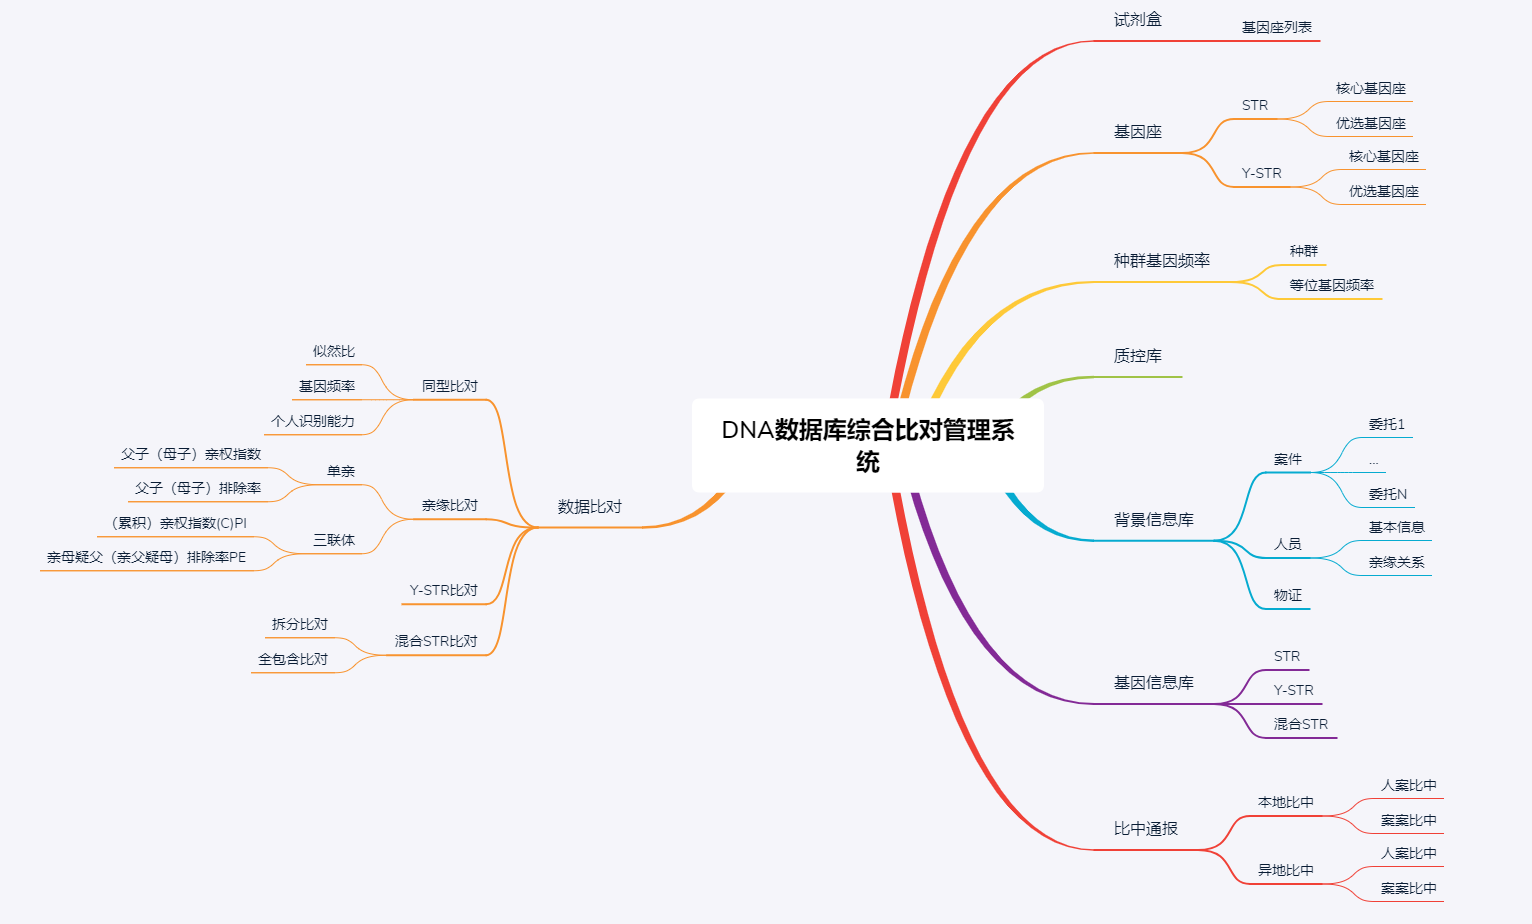 DNA数据库综合比对管理系
统
试剂盒
基因座列表
基因座
STR
核心基因座
优选基因座
Y-STR
核心基因座
优选基因座
种群基因频率
种群
等位基因频率
质控库
背景信息库
案件
委托1
...
委托N
人员
基本信息
亲缘关系
物证
基因信息库
STR
Y-STR
混合STR
比中通报
本地比中
人案比中
案案比中
异地比中
人案比中
案案比中
数据比对
同型比对
似然比
基因频率
个人识别能力
亲缘比对
单亲
父子（母子）亲权指数
父子（母子）排除率
三联体
（累积）亲权指数(C)PI
亲母疑父（亲父疑母）排除率PE
Y-STR比对
混合STR比对
拆分比对
全包含比对